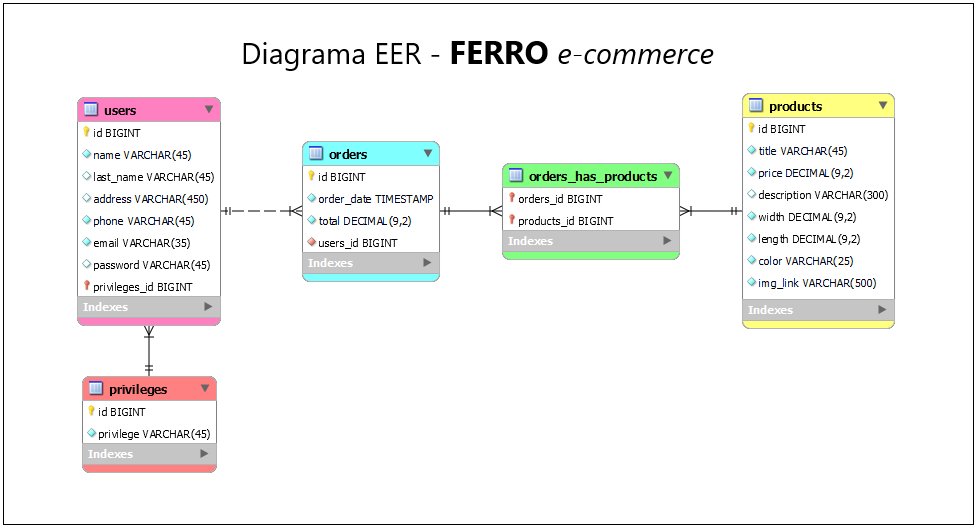 Diagrama EER - FERRO e-commerce
users
id BIGINT
name VARCHAR(45)
last_name VARCHAR(45)
address VARCHAR(450)
phone VARCHAR(45)
email VARCHAR(35)
password VARCHAR(45)
privileges_id BIGINT
Indexes
privileges
id BIGINT
privilege VARCHAR(45)
Indexes
orders
id BIGINT
order_date TIMESTAMP
total DECIMAL(9,2)
users_id BIGINT
Indexes
orders_has_products
orders_id BIGINT
products_id BIGINT
Indexes
products
id BIGINT
title VARCHAR(45)
price DECIMAL(9,2)
description VARCHAR(300)
width DECIMAL(9,2)
length DECIMAL(9,2)
color VARCHAR(25)
img_link VARCHAR(500)
Indexes